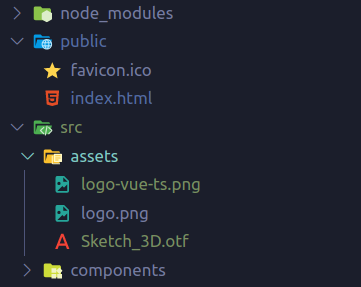 node_modules
public
favicon.ico
index.html
src
assets
logo-vue-ts.png
logo.png
Sketch_3D.otf
components